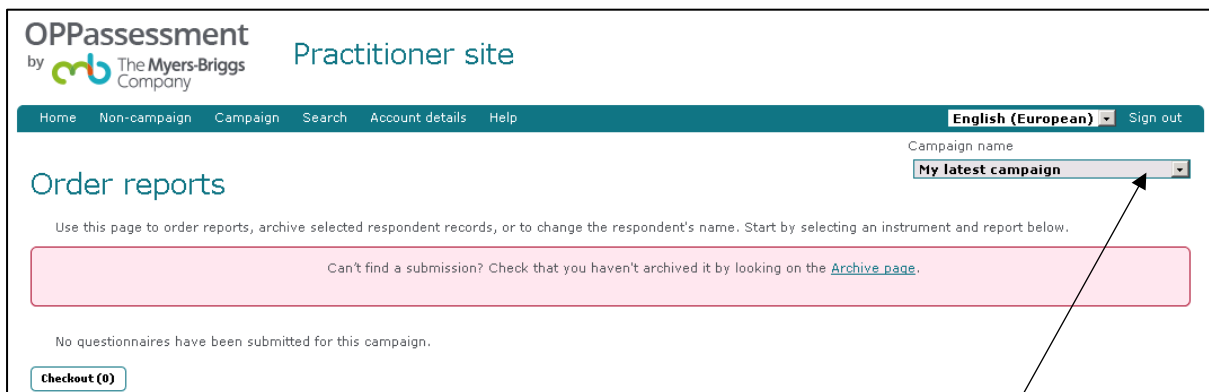 OPPassessment
by The Myers-Briggs Company
Practitioner site
Home Non-campaign Campaign Search Account details Help English (European) Sign out
Campaign name
My latest campaign
Order reports
Use this page to order reports, archive selected respondent records, or to change the respondent's name. Start by selecting an instrument and report below.
Can't find a submission? Check that you haven't archived it by looking on the Archive page.
No questionnaires have been submitted for this campaign.
Checkout (0)